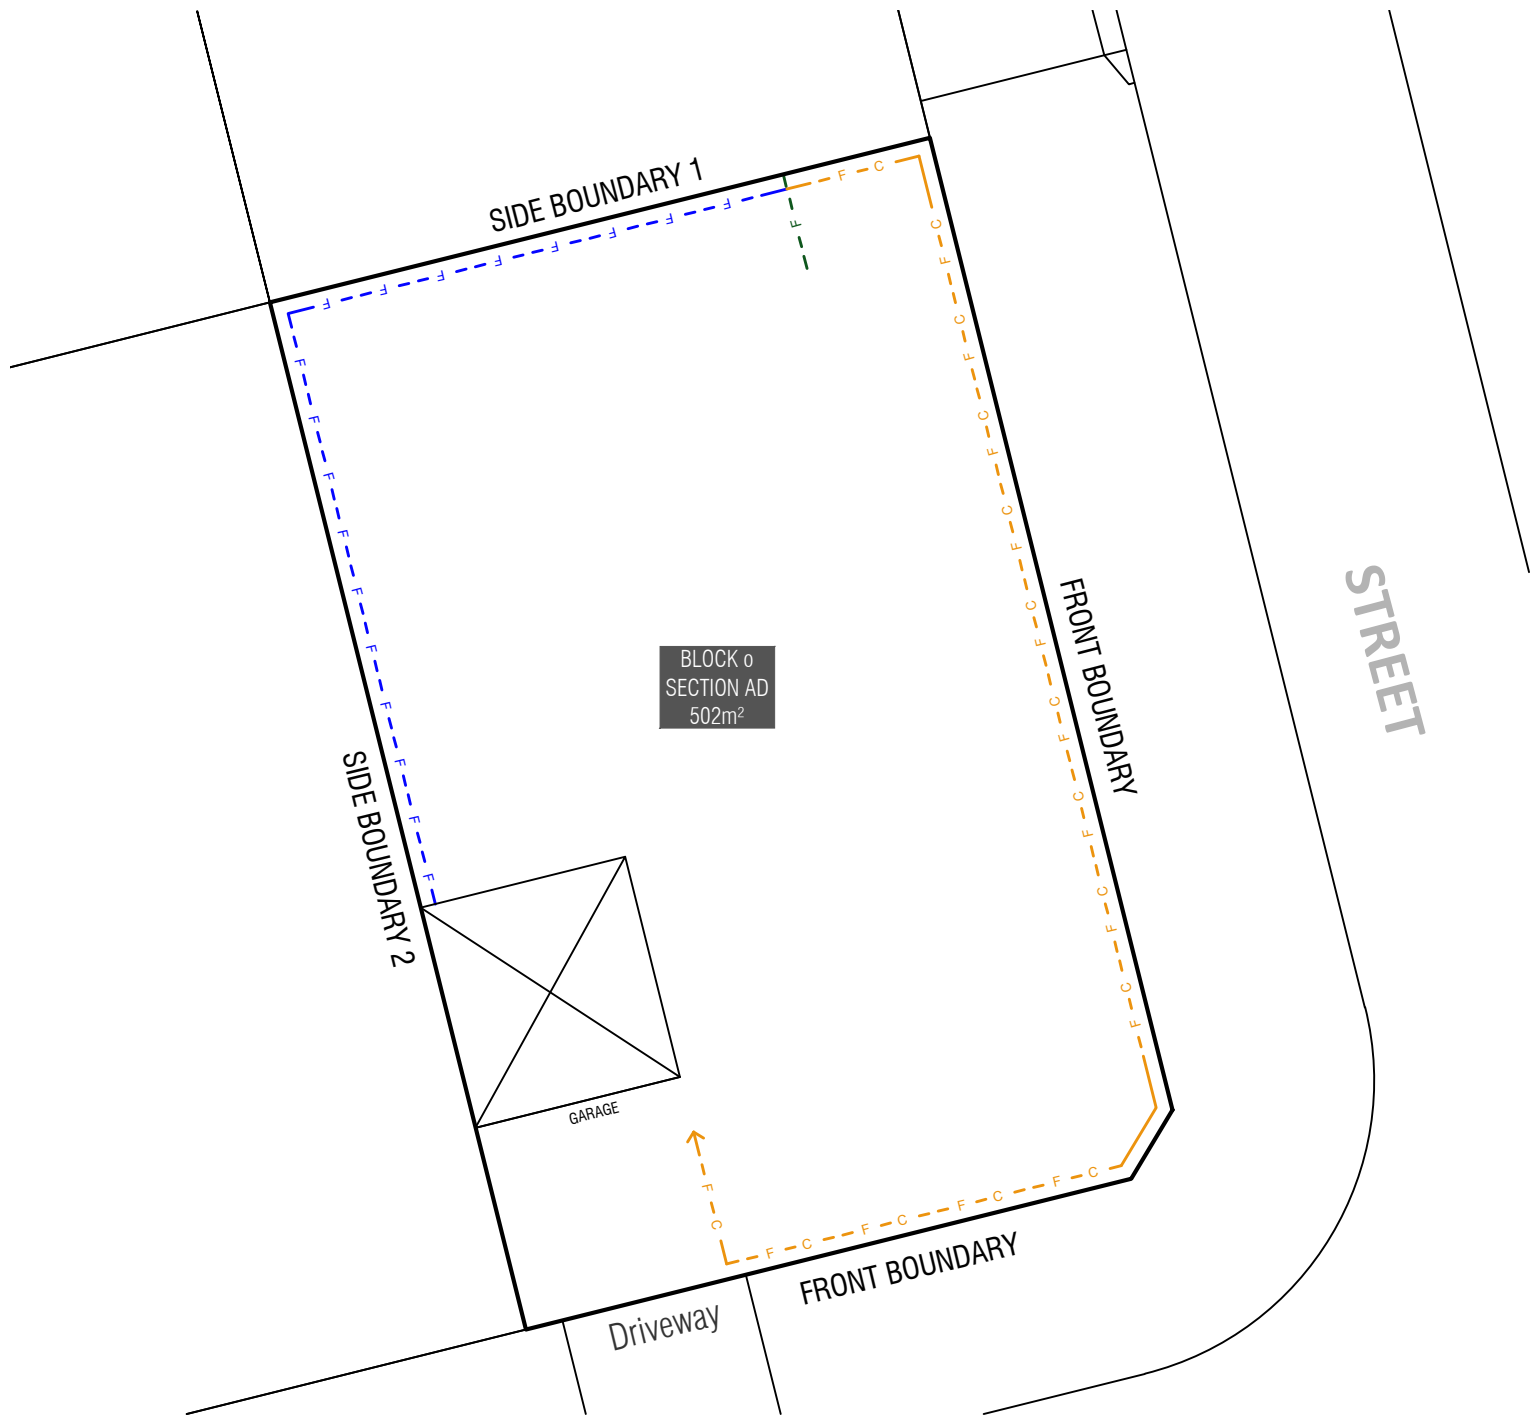 SIDE BOUNDARY 1
F C
F F F F F F F F
F
C F C F C F C F C F C F C F C F C F
F F F F F F F F F F
STREET
FRONT BOUNDARY
BLOCK o
SECTION AD
502m²
SIDE BOUNDARY 2
GARAGE
F C
F C F C F C F C
FRONT BOUNDARY
Driveway